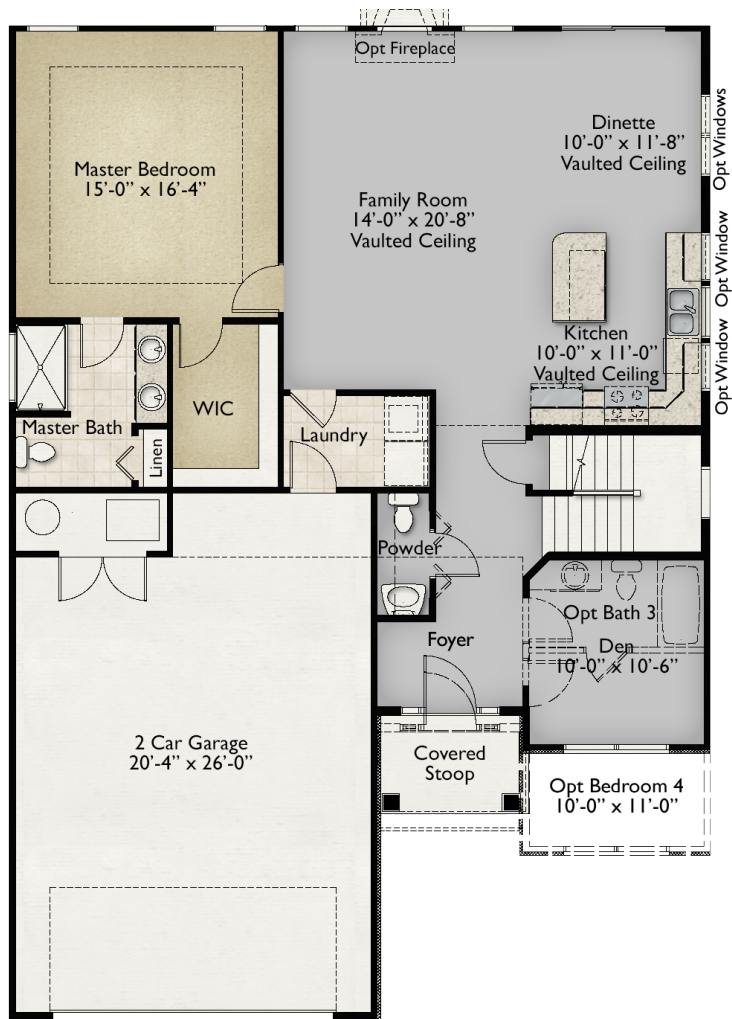 Opt Fireplace
Dinette
10'-0" x 11'-8"
Vaulted Ceiling
Opt Windows
Master Bedroom
15'-0" x 16'-4"
Family Room
14'-0" x 20'-8"
Vaulted Ceiling
Opt Window
Kitchen
10'-0" x 11'-0"
Vaulted Ceiling
Opt Window
WIC
Master Bath
Linen
Laundry
Powder
Opt Bath 3
Foyer
Den
10'-0" x 10'-6"
2 Car Garage
20'-4" x 26'-0"
Covered
Stoop
Opt Bedroom 4
10'-0" x 11'-0"